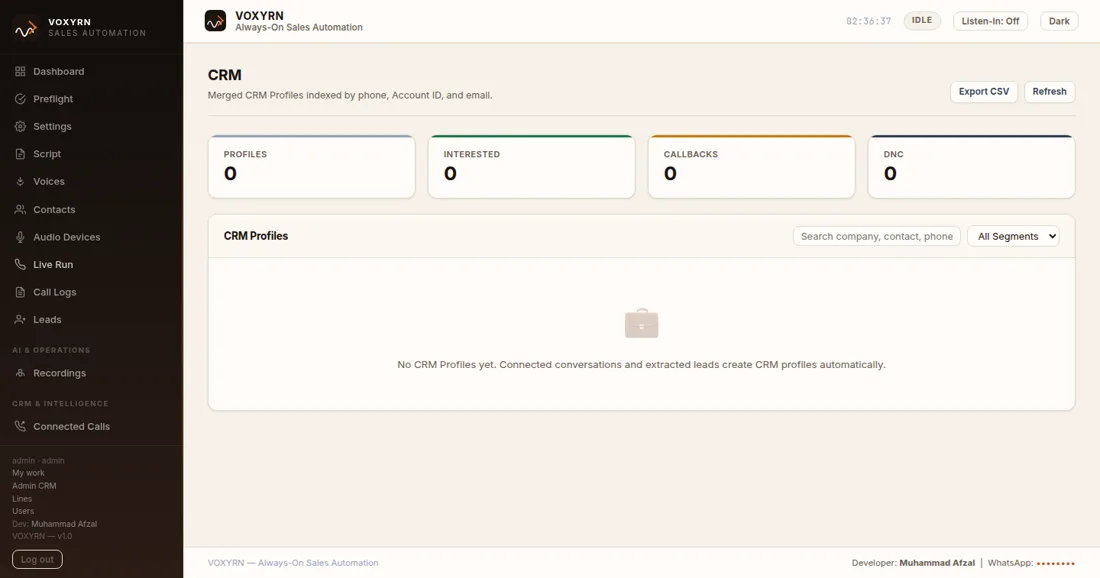 VOXYRN
SALES AUTOMATION
Dashboard
Preflight
Settings
Script
Voices
Contacts
Audio Devices
Live Run
Call Logs
Leads
AI & OPERATIONS
Recordings
CRM & INTELLIGENCE
Connected Calls
admin - admin
My work
Admin CRM
Lines
Users
Dev: Muhammad Afzal
VOXYRN — v1.0
Log out
VOXYRN
Always-On Sales Automation
02:36:37
IDLE
Listen-In: Off
Dark
CRM
Merged CRM Profiles indexed by phone, Account ID, and email.
Export CSV
Refresh
PROFILES
0
INTERESTED
0
CALLBACKS
0
DNC
0
CRM Profiles
Search company, contact, phone
All Segments
No CRM Profiles yet. Connected conversations and extracted leads create CRM profiles automatically.
VOXYRN — Always-On Sales Automation
Developer: Muhammad Afzal | WhatsApp: ••••••••